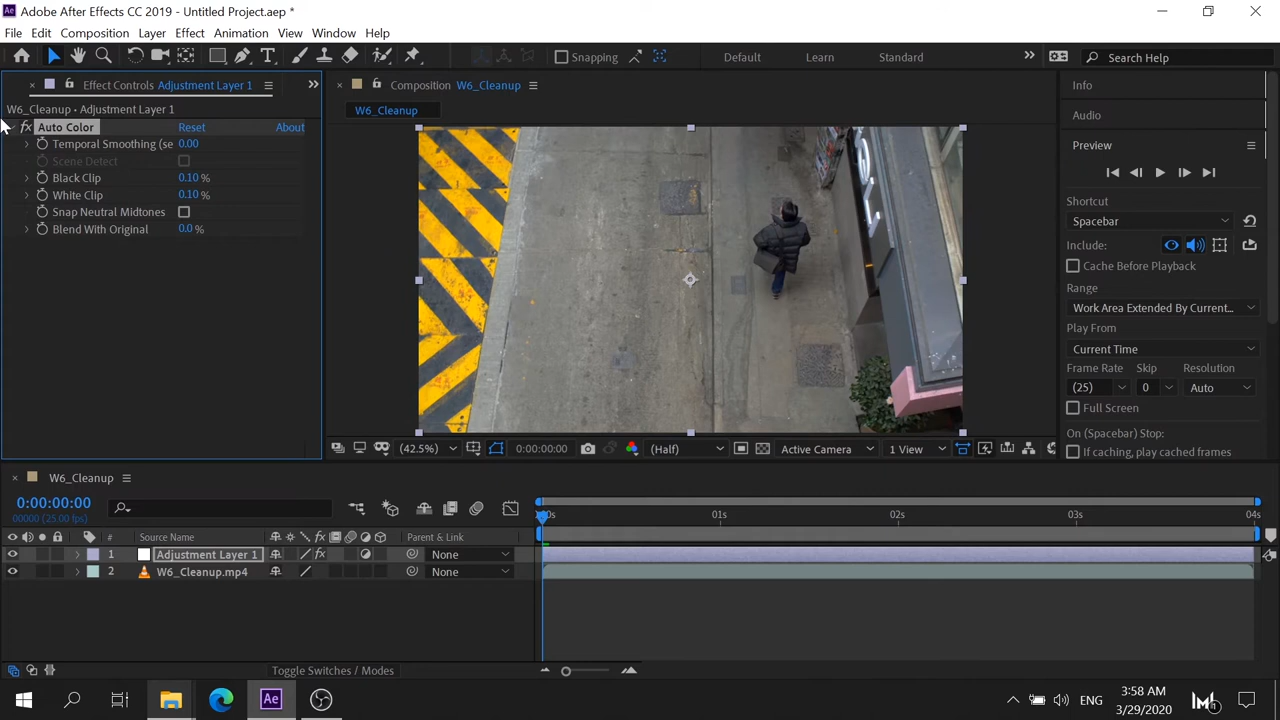 Adobe After Effects CC 2019 - Untitled Project.aep *
File Edit Composition Layer Effect Animation View Window Help
Snapping Default Learn Standard Search Help
Effect Controls Adjustment Layer 1
Composition W6_Cleanup
Info
W6_Cleanup • Adjustment Layer 1
W6_Cleanup
Audio
fx Auto Color Reset About
Temporal Smoothing (se 0.00
Preview
Scene Detect
Black Clip 0.10 %
White Clip 0.10 %
Shortcut
Snap Neutral Midtones
Spacebar
Blend With Original 0.0 %
Include:
Cache Before Playback
Range
Work Area Extended By Current...
Play From
Current Time
Frame Rate Skip Resolution
(25) 0 Auto
Full Screen
On (Spacebar) Stop:
(42.5%) 0:00:00:00 (Half) Active Camera 1 View
If caching, play cached frames
W6_Cleanup
0:00:00:00
00000 (25.00 fps)
01s 02s 03s 04s
# Source Name Parent & Link
1 Adjustment Layer 1 fx None
2 W6_Cleanup.mp4 None
Toggle Switches / Modes
Ae ENG 3:58 AM
3/29/2020